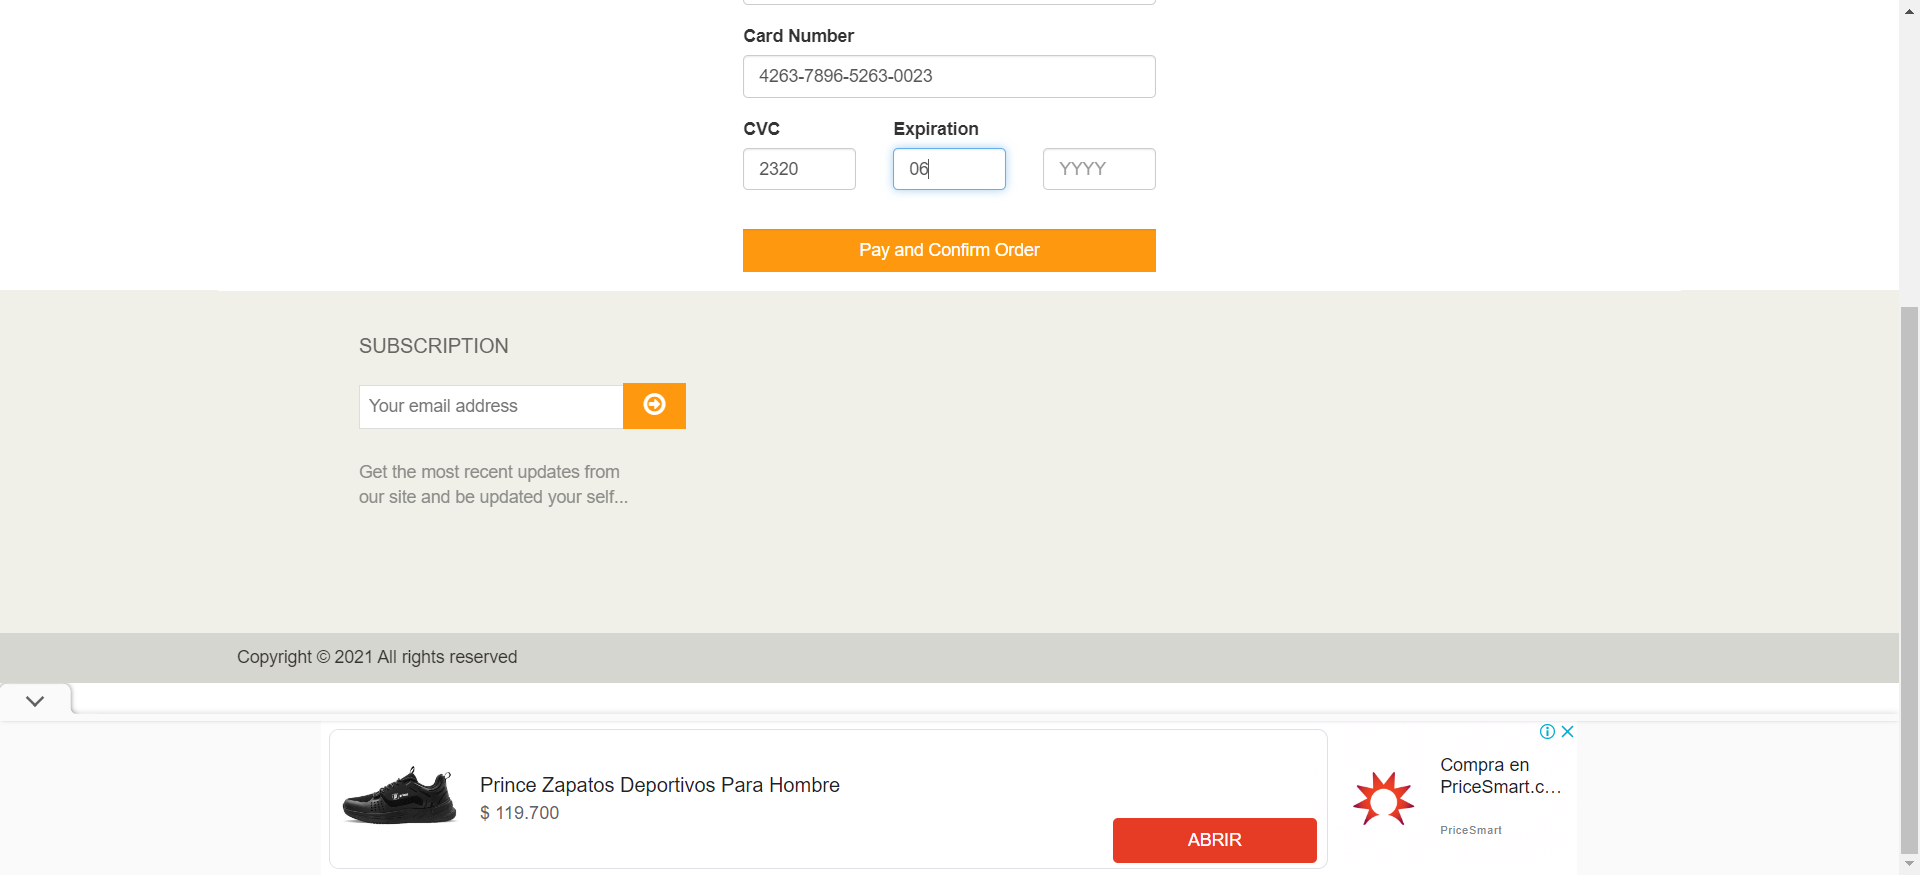 Card Number
4263-7896-5263-0023
CVC
Expiration
2320
06
YYYY
Pay and Confirm Order
SUBSCRIPTION
Your email address
Get the most recent updates from
our site and be updated your self...
Copyright © 2021 All rights reserved
Prince Zapatos Deportivos Para Hombre
$ 119.700
ABRIR
Compra en
PriceSmart.c...
PriceSmart